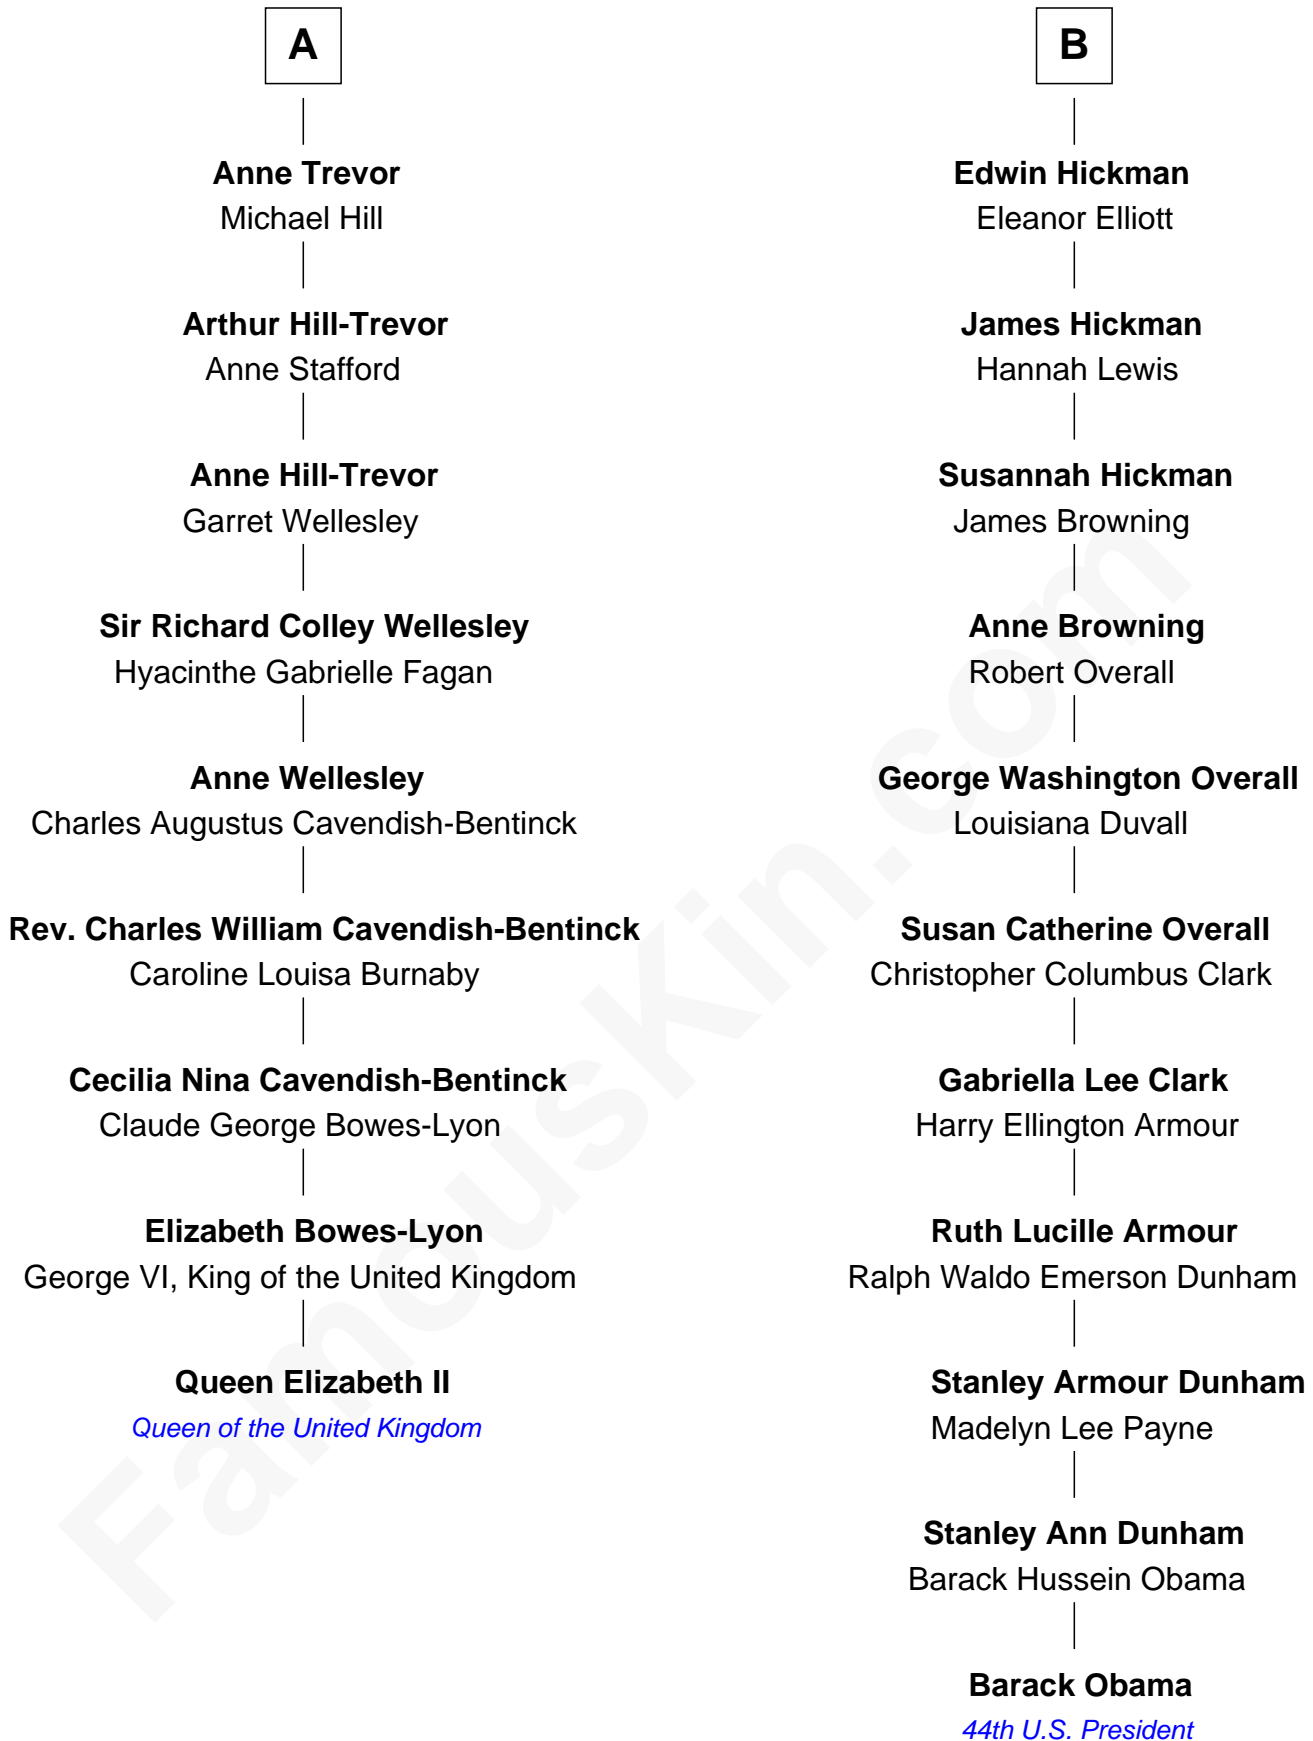 A
Anne Trevor
Michael Hill
Arthur Hill-Trevor
Anne Stafford
Anne Hill-Trevor
Garret Wellesley
Sir Richard Colley Wellesley
Hyacinthe Gabrielle Fagan
Anne Wellesley
Charles Augustus Cavendish-Bentinck
Rev. Charles William Cavendish-Bentinck
Caroline Louisa Burnaby
Cecilia Nina Cavendish-Bentinck
Claude George Bowes-Lyon
Elizabeth Bowes-Lyon
George VI, King of the United Kingdom
Queen Elizabeth II
Queen of the United Kingdom
B
Edwin Hickman
Eleanor Elliott
James Hickman
Hannah Lewis
Susannah Hickman
James Browning
Anne Browning
Robert Overall
George Washington Overall
Louisiana Duvall
Susan Catherine Overall
Christopher Columbus Clark
Gabriella Lee Clark
Harry Ellington Armour
Ruth Lucille Armour
Ralph Waldo Emerson Dunham
Stanley Armour Dunham
Madelyn Lee Payne
Stanley Ann Dunham
Barack Hussein Obama
Barack Obama
44th U.S. President
FamousKin.com